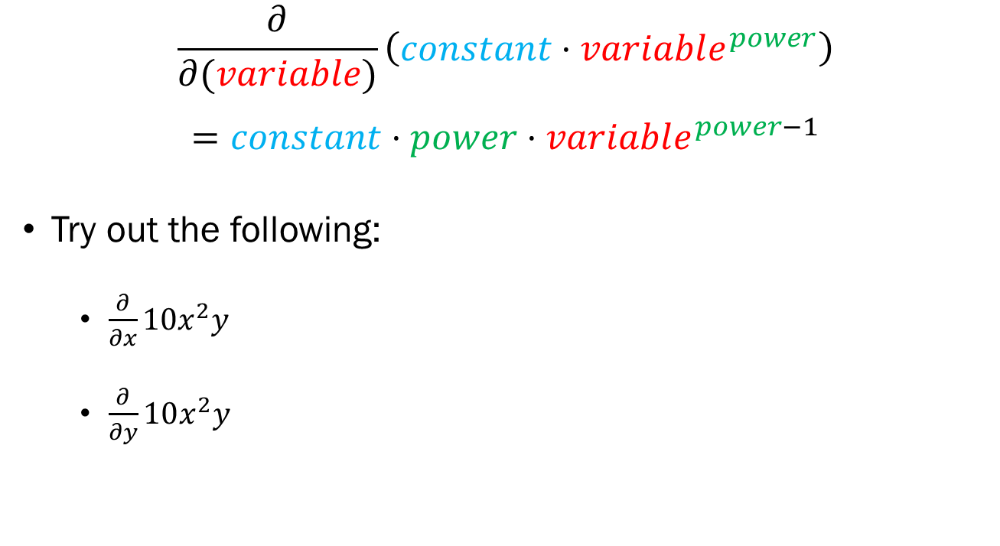 ∂/∂(variable) (constant · variable^power)
= constant · power · variable^(power−1)
• Try out the following:
• ∂/∂x 10x²y
• ∂/∂y 10x²y